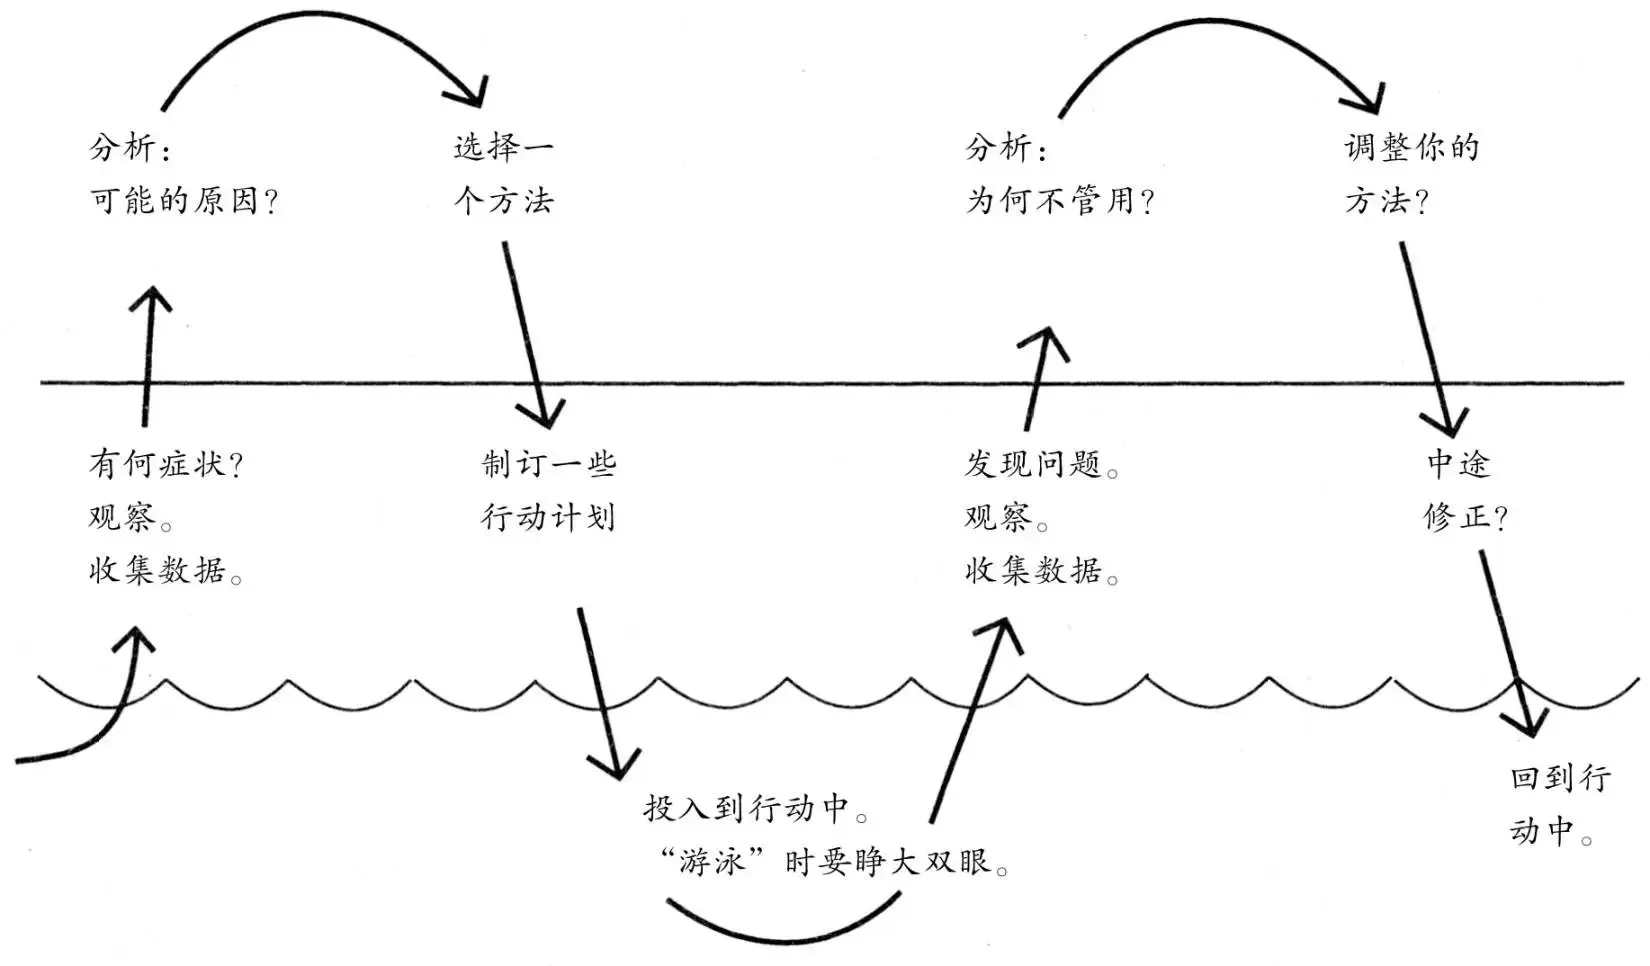 分析：
可能的原因？
选择一
个方法
分析：
为何不管用？
调整你的
方法？
有何症状？
观察。
收集数据。
制订一些
行动计划
发现问题。
观察。
收集数据。
中途
修正？
投入到行动中。
“游泳”时要睁大双眼。
回到行
动中。